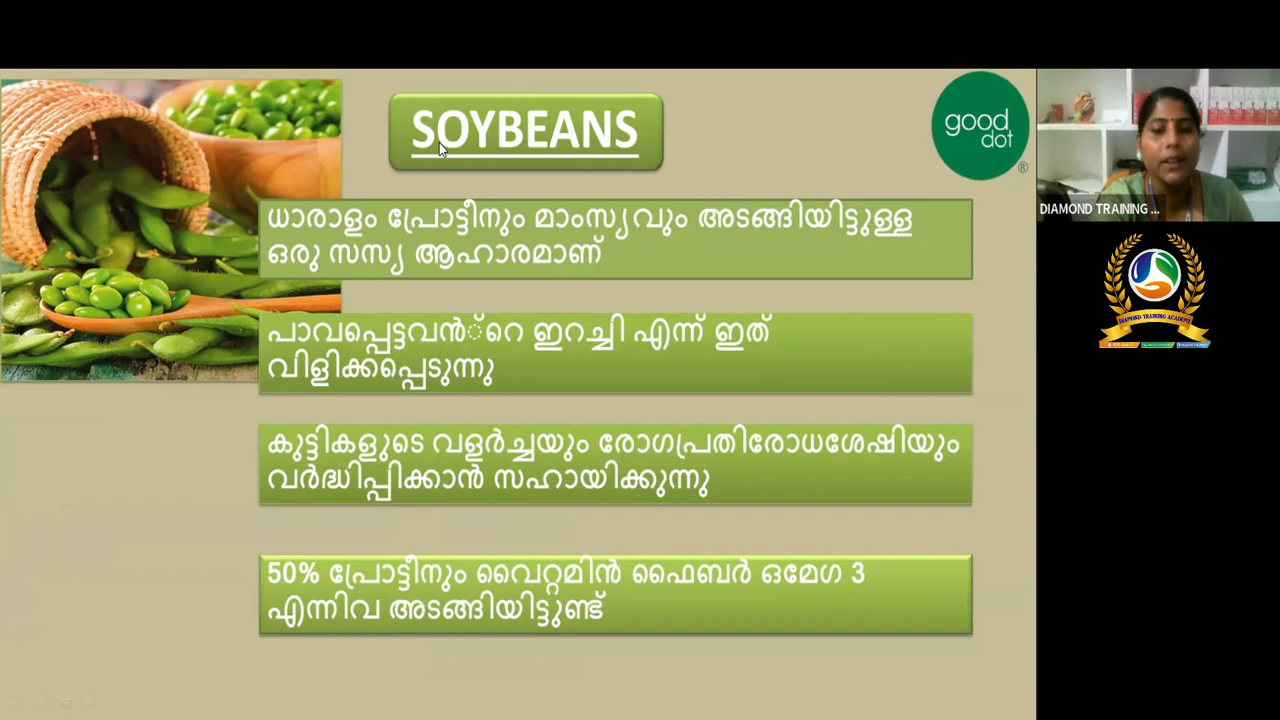 SOYBEANS
good
dot
®
ധാരാളം പ്രോട്ടീനും മാംസ്യവും അടങ്ങിയിട്ടുള്ള
ഒരു സസ്യ ആഹാരമാണ്
പാവപ്പെട്ടവൻ്റെ ഇറച്ചി എന്ന് ഇത്
വിളിക്കപ്പെടുന്നു
കുട്ടികളുടെ വളർച്ചയും രോഗപ്രതിരോധശേഷിയും
വർദ്ധിപ്പിക്കാൻ സഹായിക്കുന്നു
50% പ്രോട്ടീനും വൈറ്റമിൻ ഫൈബർ ഒമേഗ 3
എന്നിവ അടങ്ങിയിട്ടുണ്ട്
DIAMOND TRAINING ...
DIAMOND TRAINING ACADEMY